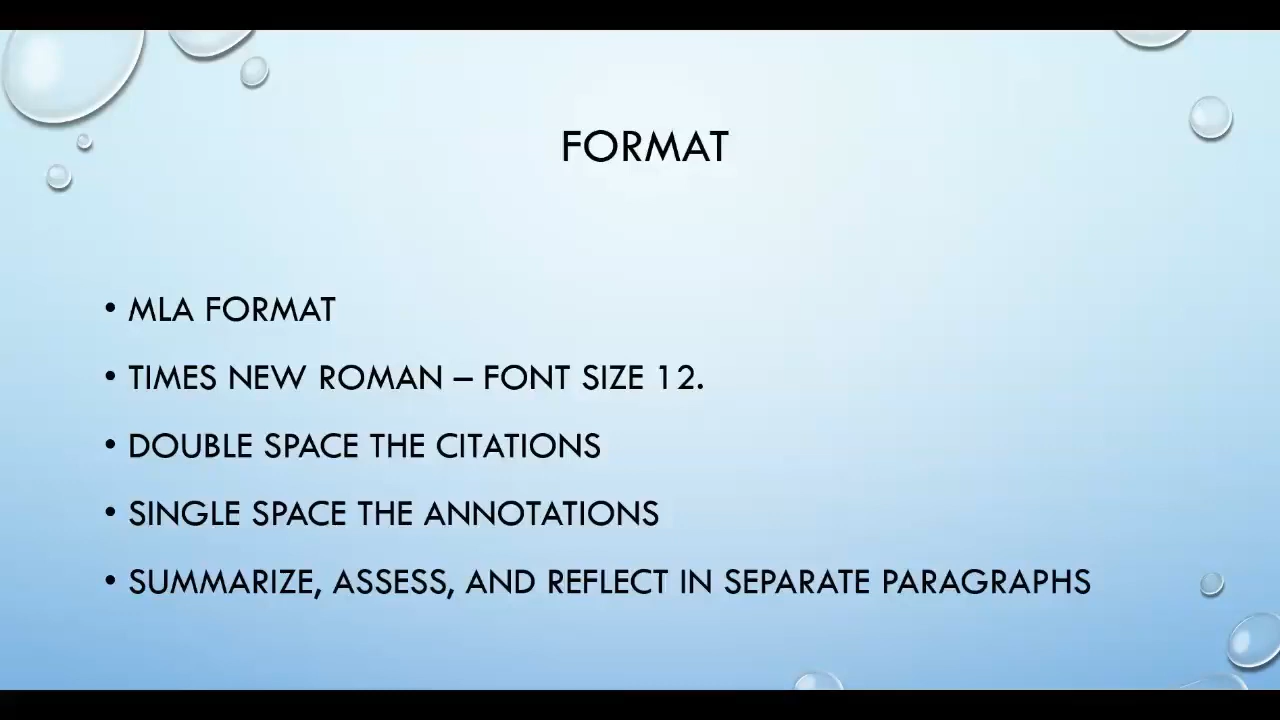 FORMAT
• MLA FORMAT
• TIMES NEW ROMAN – FONT SIZE 12.
• DOUBLE SPACE THE CITATIONS
• SINGLE SPACE THE ANNOTATIONS
• SUMMARIZE, ASSESS, AND REFLECT IN SEPARATE PARAGRAPHS